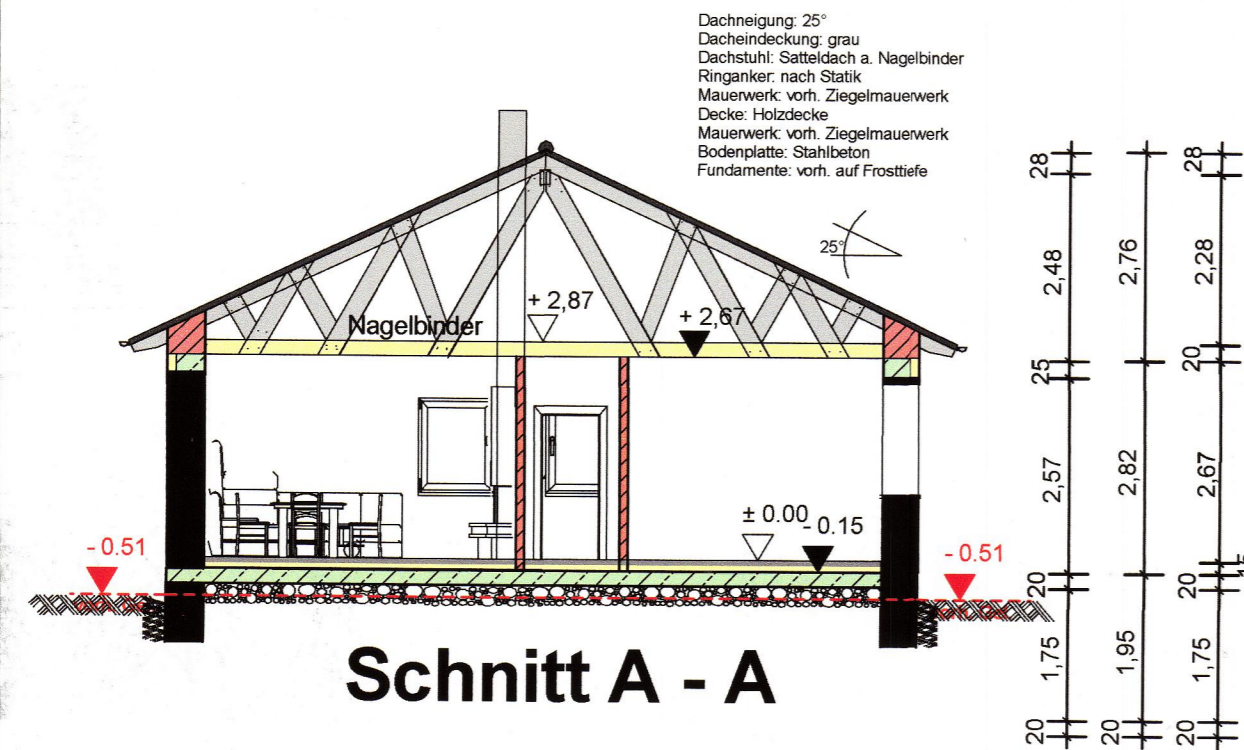 Dachneigung: 25°
Dacheindeckung: grau
Dachstuhl: Satteldach a. Nagelbinder
Ringanker: nach Statik
Mauerwerk: vorh. Ziegelmauerwerk
Decke: Holzdecke
Mauerwerk: vorh. Ziegelmauerwerk
Bodenplatte: Stahlbeton
Fundamente: vorh. auf Frosttiefe
25°
+ 2,87
+ 2,67
Nagelbinder
± 0.00
- 0.15
- 0.51
- 0.51
Schnitt A - A
28
2,48
25
2,57
20
1,75
20
2,76
2,82
1,95
20
28
2,28
20
2,67
15
20
1,75
20